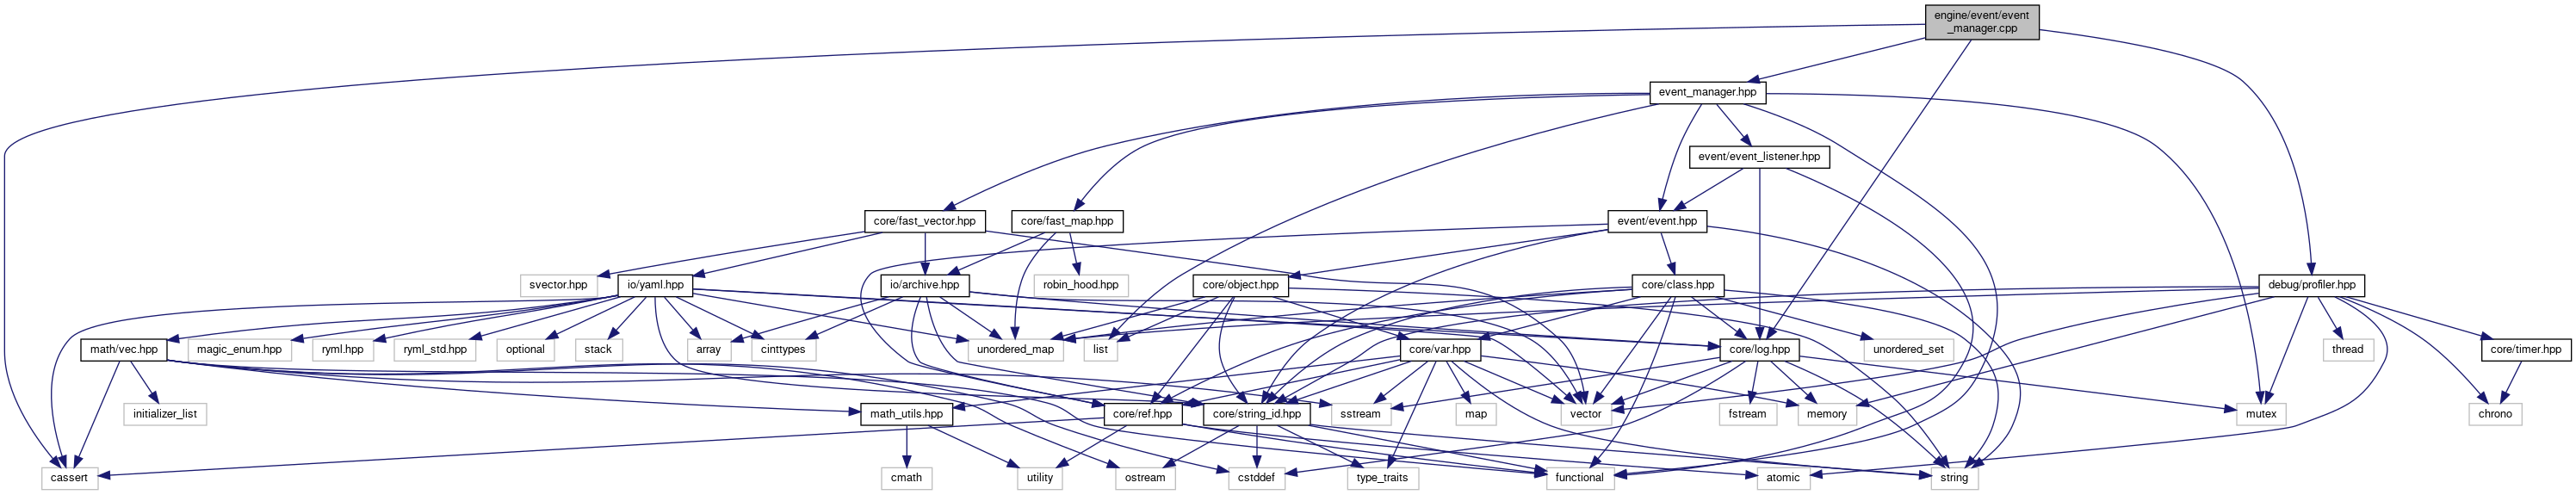 engine/event/event
_manager.cpp
event_manager.hpp
event/event_listener.hpp
core/fast_vector.hpp
core/fast_map.hpp
event/event.hpp
svector.hpp
io/yaml.hpp
io/archive.hpp
robin_hood.hpp
core/object.hpp
core/class.hpp
debug/profiler.hpp
math/vec.hpp
magic_enum.hpp
ryml.hpp
ryml_std.hpp
optional
stack
array
cinttypes
unordered_map
list
core/var.hpp
core/log.hpp
unordered_set
thread
core/timer.hpp
initializer_list
math_utils.hpp
core/ref.hpp
core/string_id.hpp
sstream
map
vector
fstream
memory
mutex
chrono
cassert
cmath
utility
ostream
cstddef
type_traits
functional
atomic
string